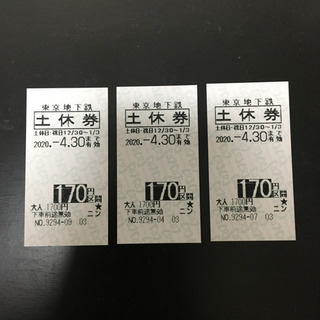 東京地下鉄
土休券
土休日・祝日12/30〜1/3
2020.-4.30まで有効
170円区間
大人 1700円 ★
下車前途無効 ニン
NO.9294-09 03
東京地下鉄
土休券
土休日・祝日12/30〜1/3
2020.-4.30まで有効
170円区間
大人 1700円 ★
下車前途無効 ニン
NO.9294-04 03
東京地下鉄
土休券
土休日・祝日12/30〜1/3
2020.-4.30まで有効
170円区間
大人 1700円 ★
下車前途無効 ニン
NO.9294-07 03